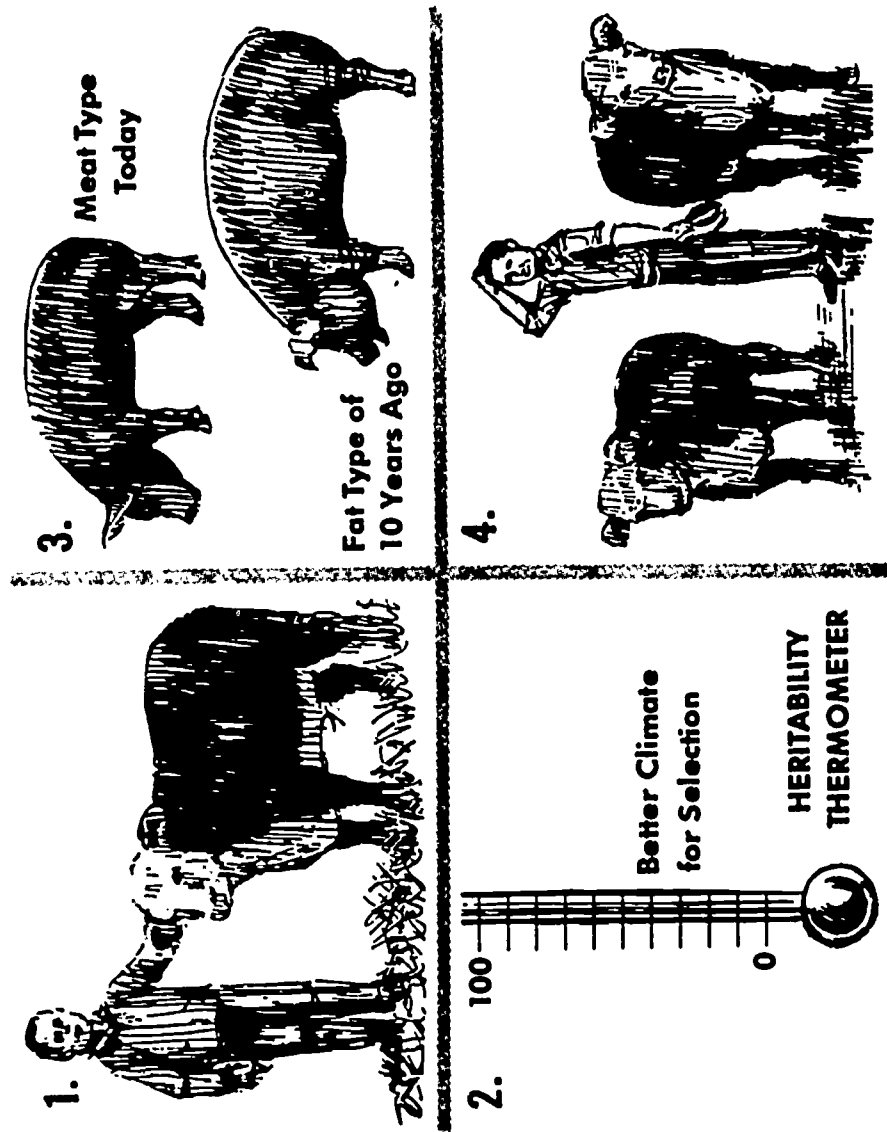 1.
2.
100
0
Better Climate
for Selection
HERITABILITY
THERMOMETER
3.
Meat Type
Today
Fat Type of
10 Years Ago
4.